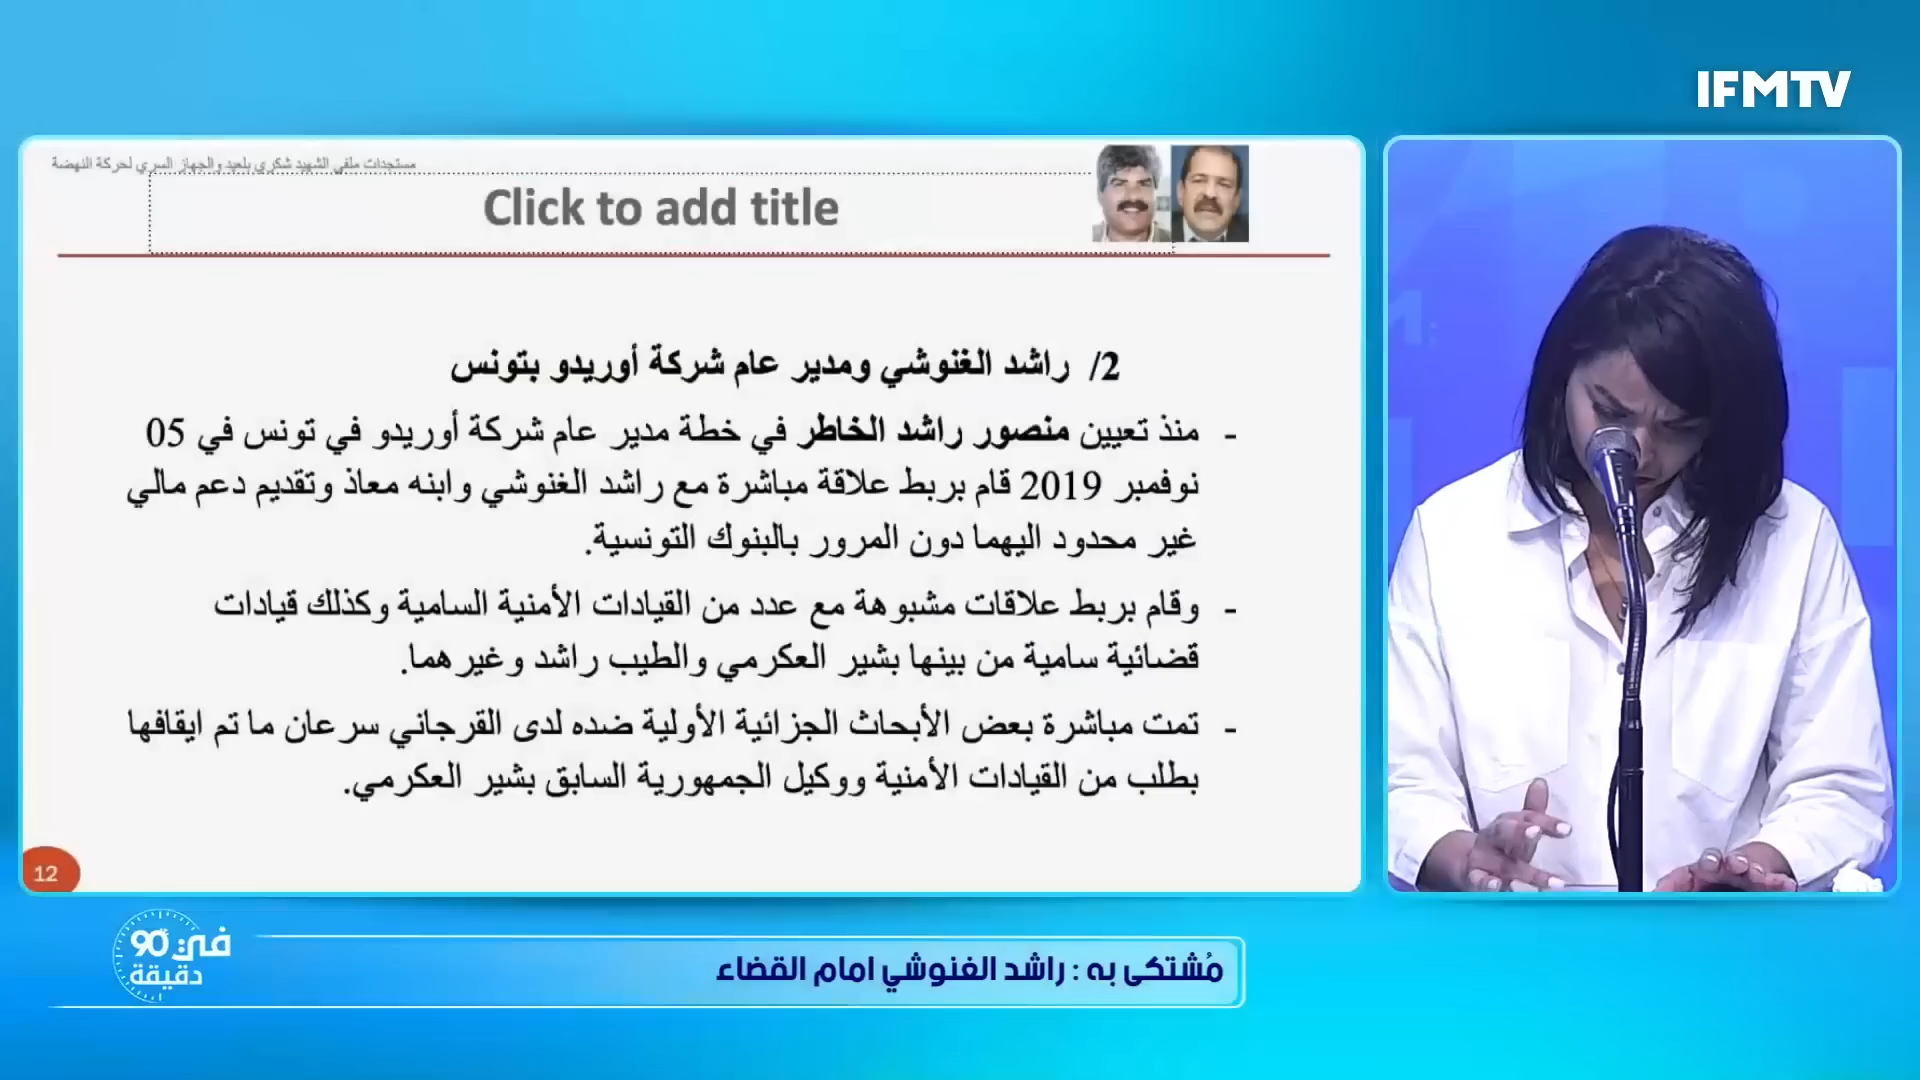 IFMTV
مستجدات ملفي الشهيد شكري بلعيد والجهاز السري لحركة النهضة
Click to add title
2/ راشد الغنوشي ومدير عام شركة أوريدو بتونس
- منذ تعيين منصور راشد الخاطر في خطة مدير عام شركة أوريدو في تونس في 05
نوفمبر 2019 قام بربط علاقة مباشرة مع راشد الغنوشي وابنه معاذ وتقديم دعم مالي
غير محدود اليهما دون المرور بالبنوك التونسية.
- وقام بربط علاقات مشبوهة مع عدد من القيادات الأمنية السامية وكذلك قيادات
قضائية سامية من بينها بشير العكرمي والطيب راشد وغيرهما.
- تمت مباشرة بعض الأبحاث الجزائية الأولية ضده لدى القرجاني سرعان ما تم ايقافها
بطلب من القيادات الأمنية ووكيل الجمهورية السابق بشير العكرمي.
12
في 90
دقيقة
مُشتكى به : راشد الغنوشي امام القضاء